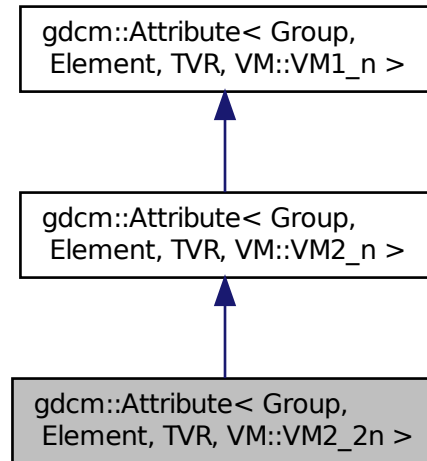 gdcm::Attribute< Group,
Element, TVR, VM::VM1_n >
gdcm::Attribute< Group,
Element, TVR, VM::VM2_n >
gdcm::Attribute< Group,
Element, TVR, VM::VM2_2n >